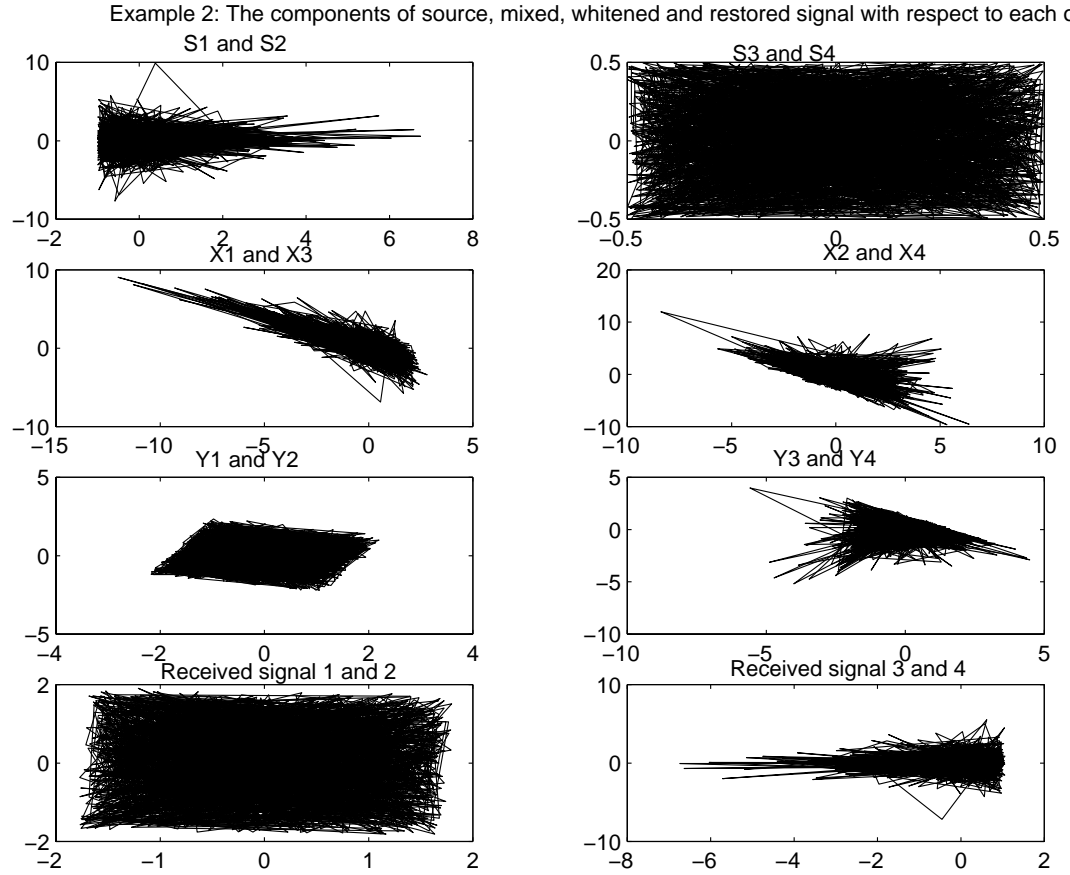 Example 2: The components of source, mixed, whitened and restored signal with respect to each
S1 and S2
S3 and S4
10
0
−10
−2 0 2 4 6 8
0.5
0
−0.5
−0.5 0 0.5
X1 and X3
X2 and X4
10
0
−10
−15 −10 −5 0 5
20
10
0
−10
−10 −5 0 5 10
Y1 and Y2
Y3 and Y4
5
0
−5
−4 −2 0 2 4
5
0
−5
−10
−10 −5 0 5
Received signal 1 and 2
Received signal 3 and 4
2
0
−2
−2 −1 0 1 2
10
0
−10
−8 −6 −4 −2 0 2